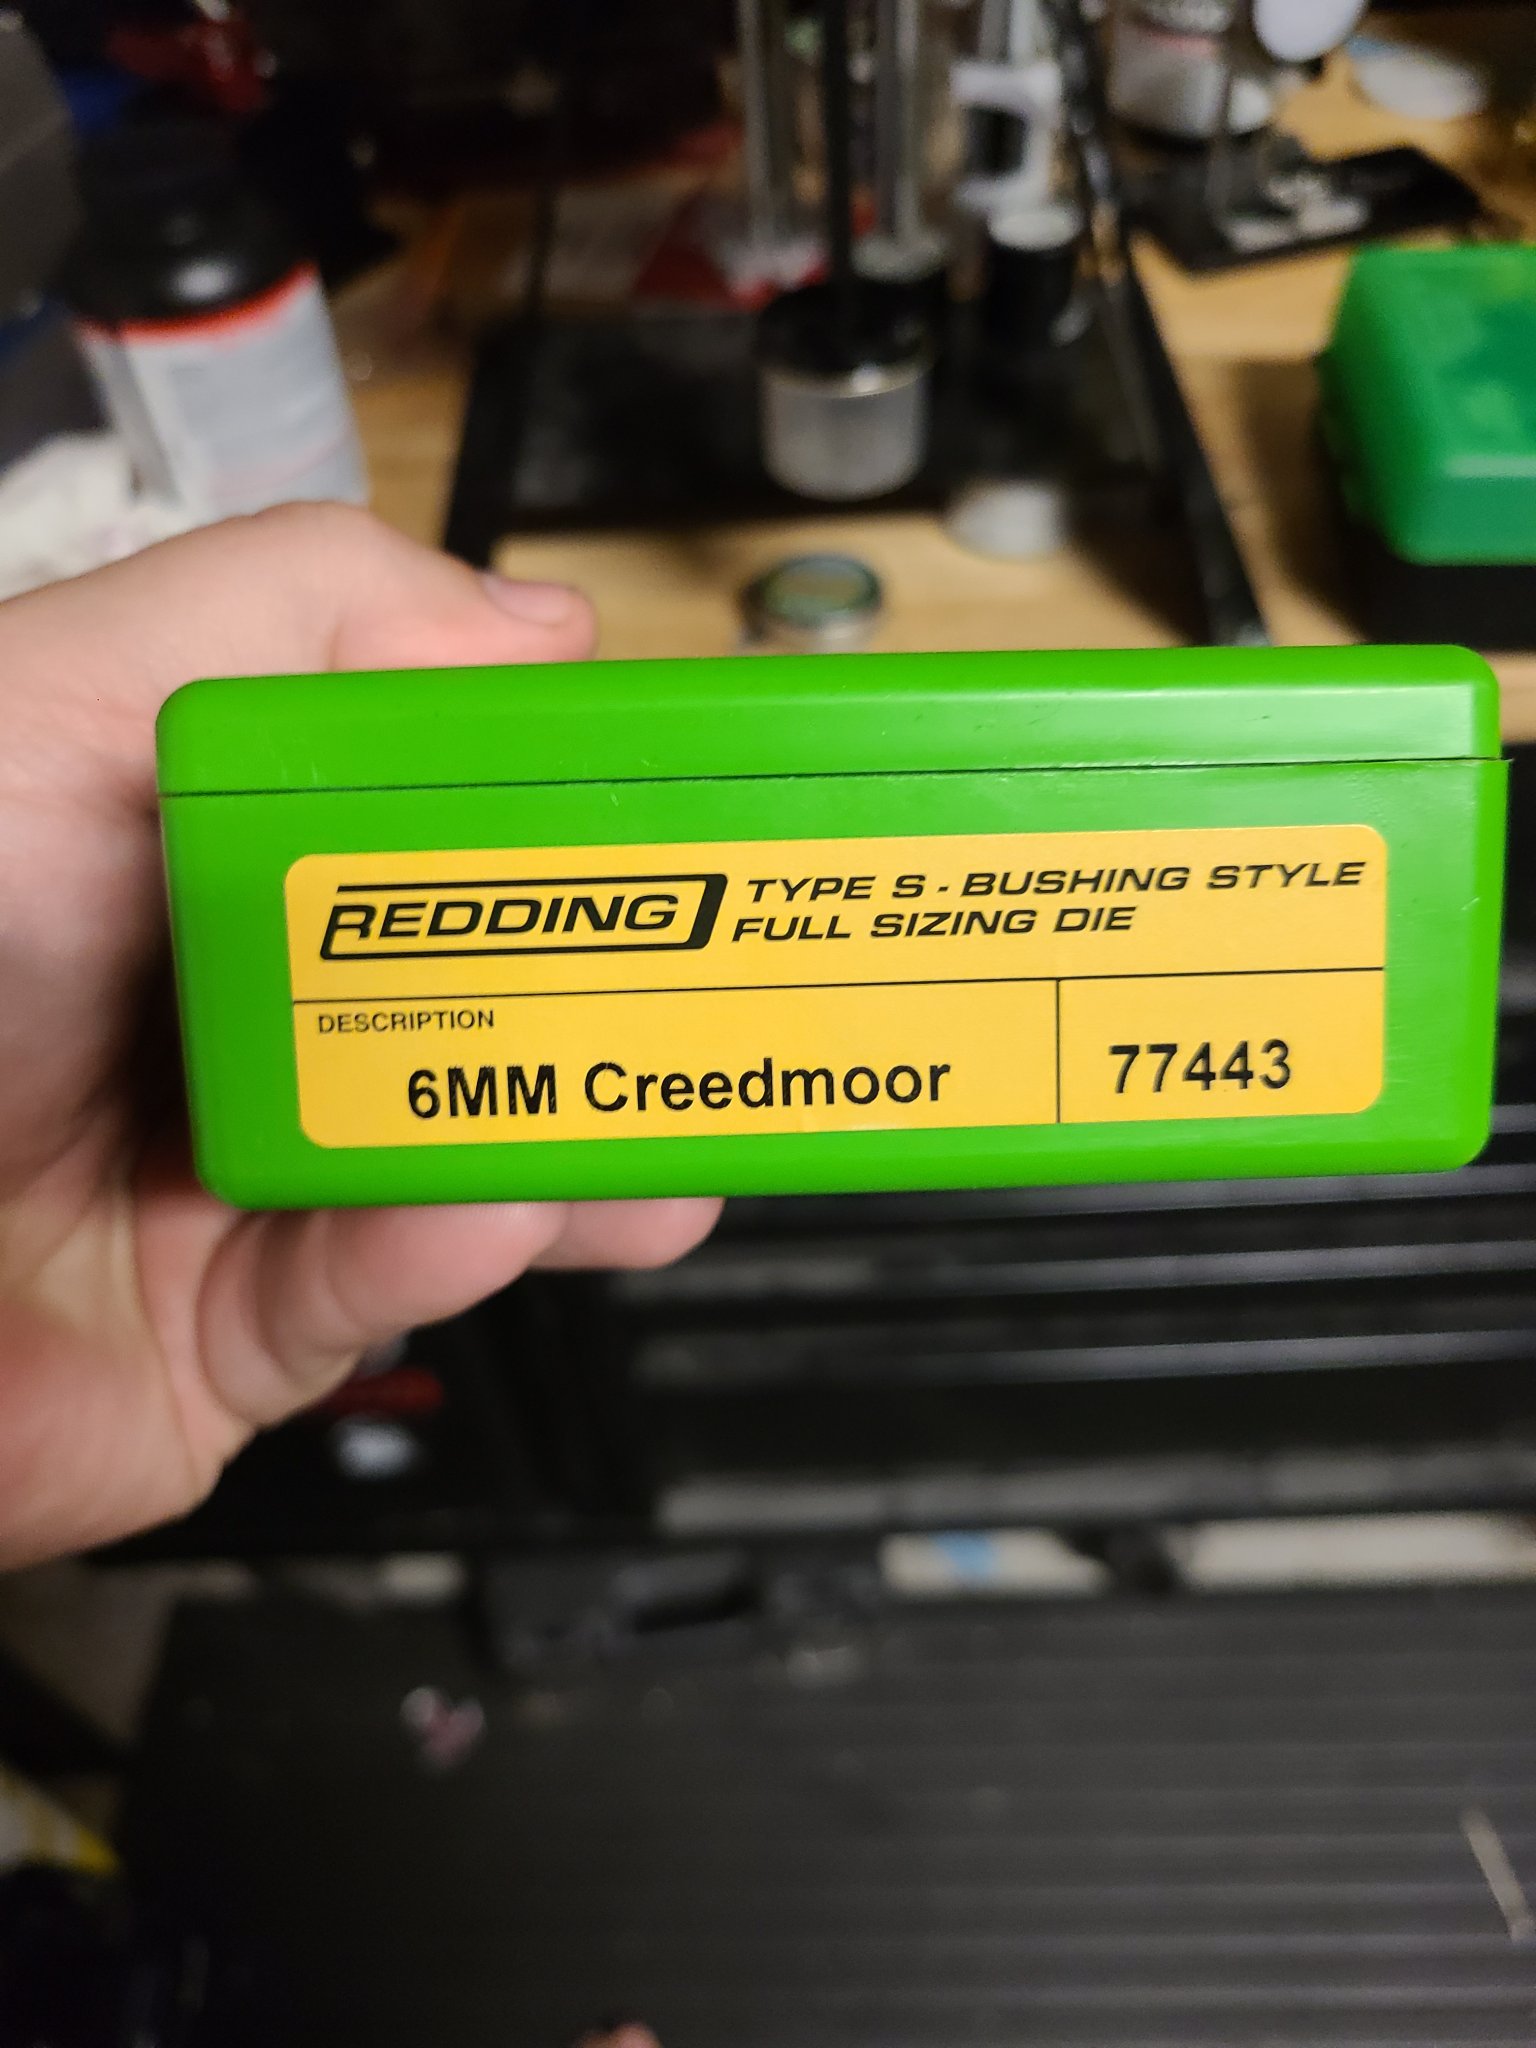 REDDING
TYPE S - BUSHING STYLE
FULL SIZING DIE
DESCRIPTION
6MM Creedmoor
77443